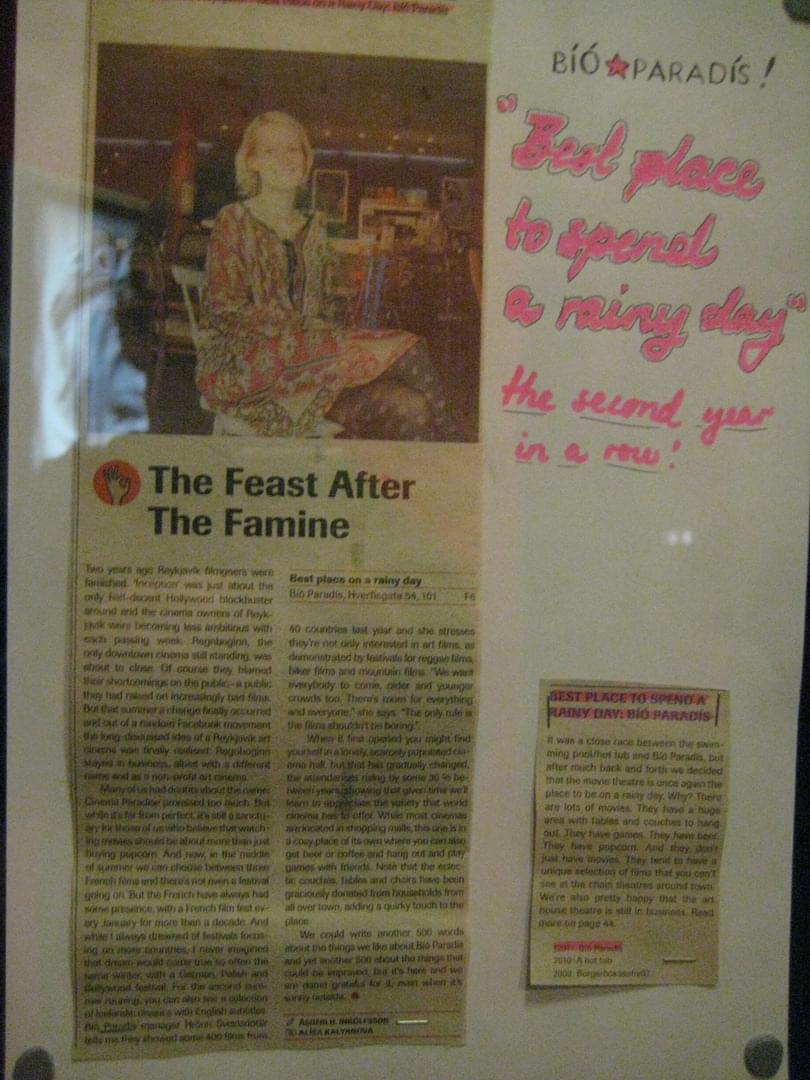 Best Place on a Rainy Day: Bíó Paradís
BÍÓ PARADÍS!
"Best place
to spend
a rainy day"
the second year
in a row!
The Feast After
The Famine
Two years ago Reykjavík filmgoers were
famished. 'Inception' was just about the
only half-decent Hollywood blockbuster
around and the cinema owners of Reyk-
javík were becoming less ambitious with
each passing week. Regnboginn, the
only downtown cinema still standing, was
about to close. Of course they blamed
their shortcomings on the public—a public
they had raised on increasingly bad films.
But that summer a change finally occurred
and out of a random Facebook movement
the long-discussed idea of a Reykjavík art
cinema was finally realised: Regnboginn
stayed in business, albeit with a different
name and as a non-profit art cinema.
Many of us had doubts about the name:
Cinema Paradise promised too much. But
while it's far from perfect, it's still a sanctu-
ary for those of us who believe that watch-
ing movies should be about more than just
buying popcorn. And now, in the middle
of summer we can choose between three
French films and there's not even a festival
going on. But the French have always had
some presence, with a French film fest ev-
ery January for more than a decade. And
while I always dreamed of festivals focus-
ing on more countries, I never imagined
that dream would come true so often the
same winter, with a German, Polish and
Bollywood festival. For the second sum-
mer running, you can also see a selection
of Icelandic classics with English subtitles.
Bíó Paradís manager Hrönn Sveinsdóttir
tells me they showed some 400 films from
Best place on a rainy day
Bíó Paradís, Hverfisgata 54, 101 F6
40 countries last year and she stresses
they're not only interested in art films, as
demonstrated by festivals for reggae films,
biker films and mountain films. "We want
everybody to come, older and younger
crowds too. There's room for everything
and everyone," she says. "The only rule is
the films shouldn't be boring."
When it first opened you might find
yourself in a lonely, scarcely populated cin-
ema hall, but that has gradually changed,
the attendances rising by some 30 % be-
tween years, showing that given time we'll
learn to appreciate the variety that world
cinema has to offer. While most cinemas
are located in shopping malls, this one is in
a cosy place of its own where you can also
get beer or coffee and hang out and play
games with friends. Note that the eclec-
tic couches, tables and chairs have been
graciously donated from households from
all over town, adding a quirky touch to the
place.
We could write another 500 words
about the things we like about Bíó Paradís
and yet another 500 about the things that
could be improved, but it's here and we
are damn grateful for it, even when it's
sunny outside.
ÁSGEIR H. INGÓLFSSON
ALÍSA KALYANOVA
BEST PLACE TO SPEND A
RAINY DAY: BÍÓ PARADÍS
It was a close race between the swim-
ming pool/hot tub and Bíó Paradís, but
after much back and forth we decided
that the movie theatre is once again the
place to be on a rainy day. Why? There
are lots of movies. They have a huge
area with tables and couches to hang
out. They have games. They have beer.
They have popcorn. And they don't
just have movies. They tend to have a
unique selection of films that you can't
see at the chain theatres around town.
We're also pretty happy that the art
house theatre is still in business. Read
more on page 44.
2011: Bíó Paradís
2010: A hot tub
2009: Borgarbókasafnið